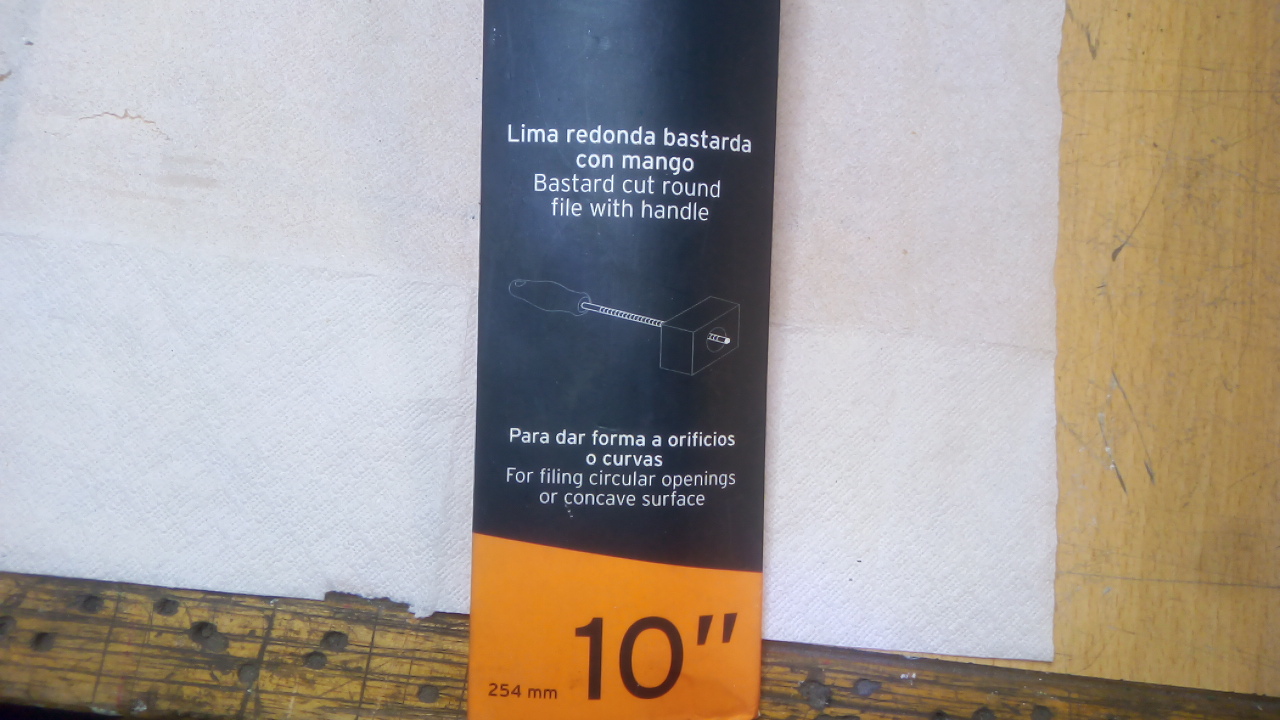 Lima redonda bastarda
con mango
Bastard cut round
file with handle
Para dar forma a orificios
o curvas
For filing circular openings
or concave surface
10"
254 mm